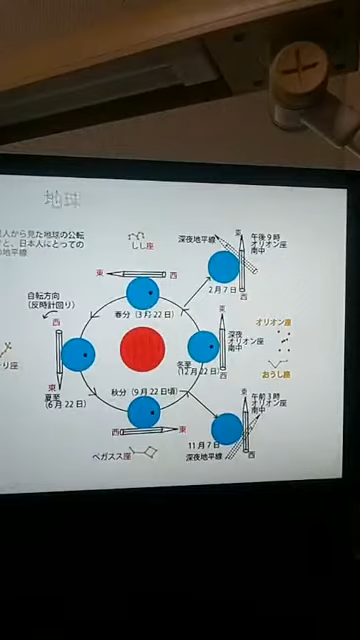 地球
人から見た地球の公転
と、日本人にとっての
地平線
しし座
深夜地平線
東
午後9時
オリオン座
南中
西
2月7日
東
西
自転方向
(反時計回り)
西
春分(3月22日)
東
深夜
オリオン座
南中
西
オリオン座
おうし座
り座
冬至
(12月22日)
東
夏至
(6月22日)
秋分(9月22日頃)
西
東
ペガスス座
東
午前3時
オリオン座
南中
西
11月7日
深夜地平線